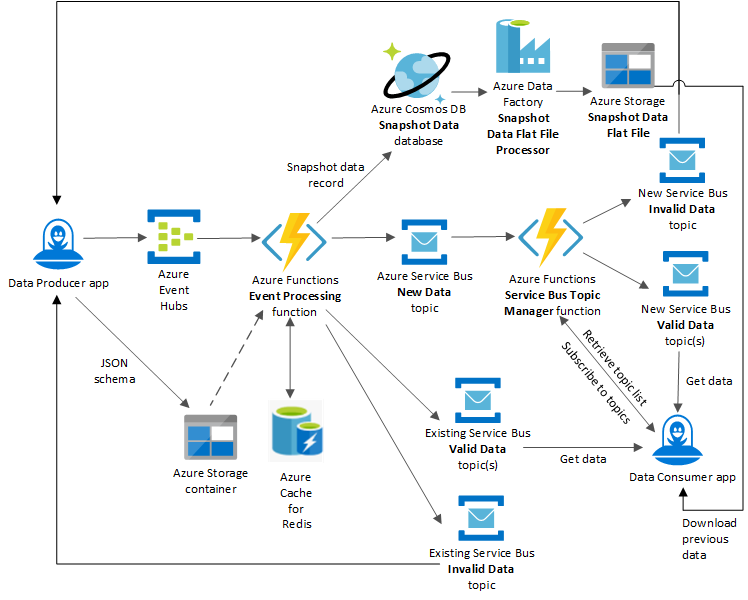 Azure Cosmos DB
Snapshot Data
database
Azure Data
Factory
Snapshot
Data Flat File
Processor
Azure Storage
Snapshot Data
Flat File
Snapshot data
record
New Service Bus
Invalid Data
topic
Data Producer app
Azure
Event
Hubs
Azure Functions
Event Processing
function
Azure Service Bus
New Data
topic
Azure Functions
Service Bus Topic
Manager function
New Service Bus
Valid Data
topic(s)
JSON
schema
Retrieve topic list
Subscribe to topics
Get data
Azure Storage
container
Azure
Cache
for
Redis
Existing Service Bus
Valid Data
topic(s)
Get data
Data Consumer app
Existing Service Bus
Invalid Data
topic
Download
previous
data